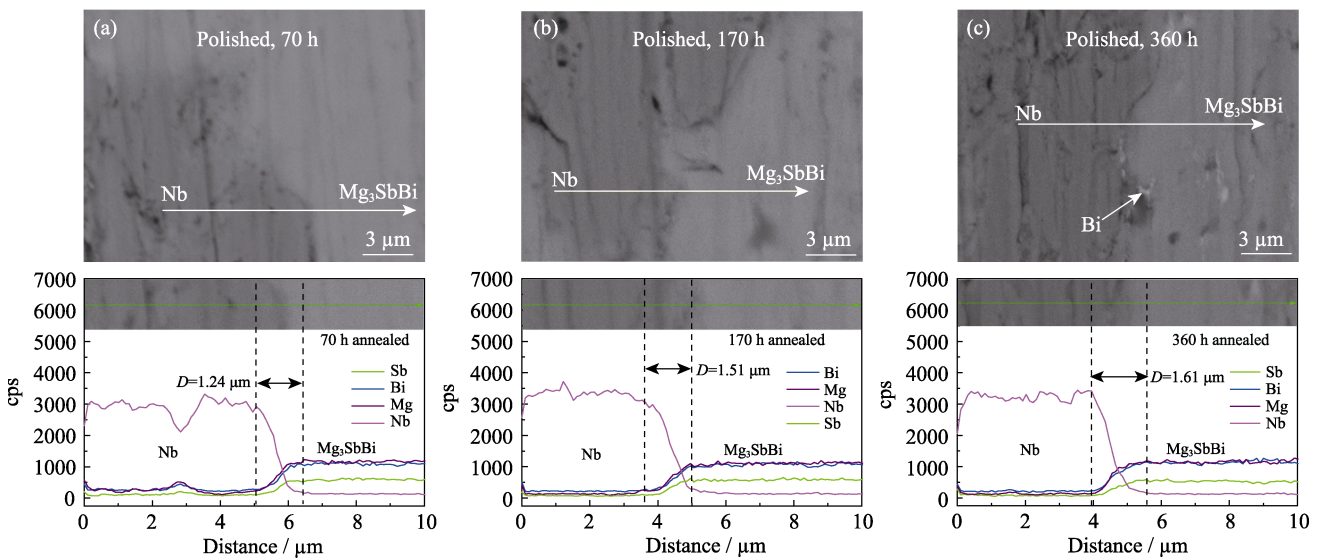 (a)
Polished, 70 h
Nb
Mg₃SbBi
3 μm
(b)
Polished, 170 h
Nb
Mg₃SbBi
3 μm
(c)
Polished, 360 h
Nb
Mg₃SbBi
Bi
3 μm
7000
6000
5000
4000
3000
2000
1000
0
cps
70 h annealed
D=1.24 μm
Sb
Bi
Mg
Nb
Nb
Mg₃SbBi
0 2 4 6 8 10
Distance / μm
7000
6000
5000
4000
3000
2000
1000
0
cps
170 h annealed
D=1.51 μm
Bi
Mg
Nb
Sb
Nb
Mg₃SbBi
0 2 4 6 8 10
Distance / μm
7000
6000
5000
4000
3000
2000
1000
0
cps
360 h annealed
D=1.61 μm
Sb
Bi
Mg
Nb
Nb
Mg₃SbBi
0 2 4 6 8 10
Distance / μm